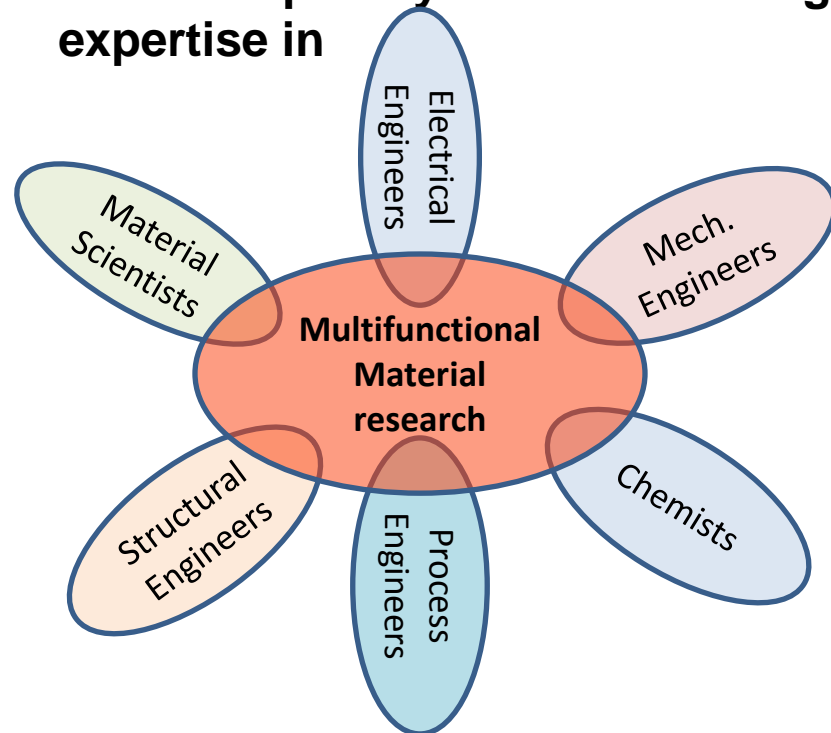 expertise in
Electrical
Engineers
Mech.
Engineers
Material
Scientists
Multifunctional
Material
research
Chemists
Structural
Engineers
Process
Engineers